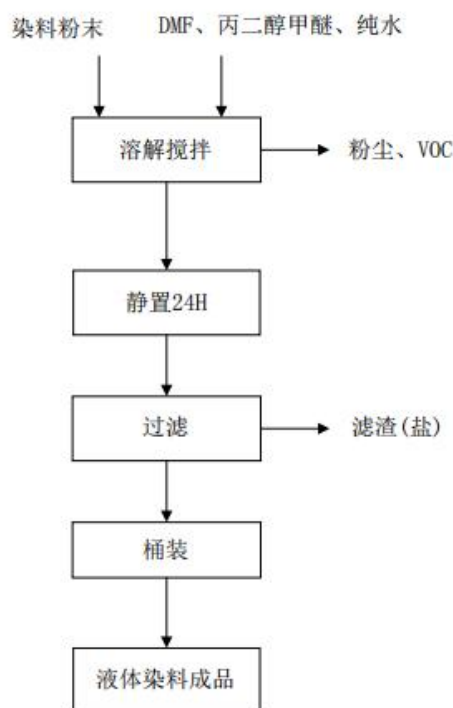 染料粉末
DMF、丙二醇甲醚、纯水
溶解搅拌
粉尘、VOC
静置24H
过滤
滤渣(盐)
桶装
液体染料成品